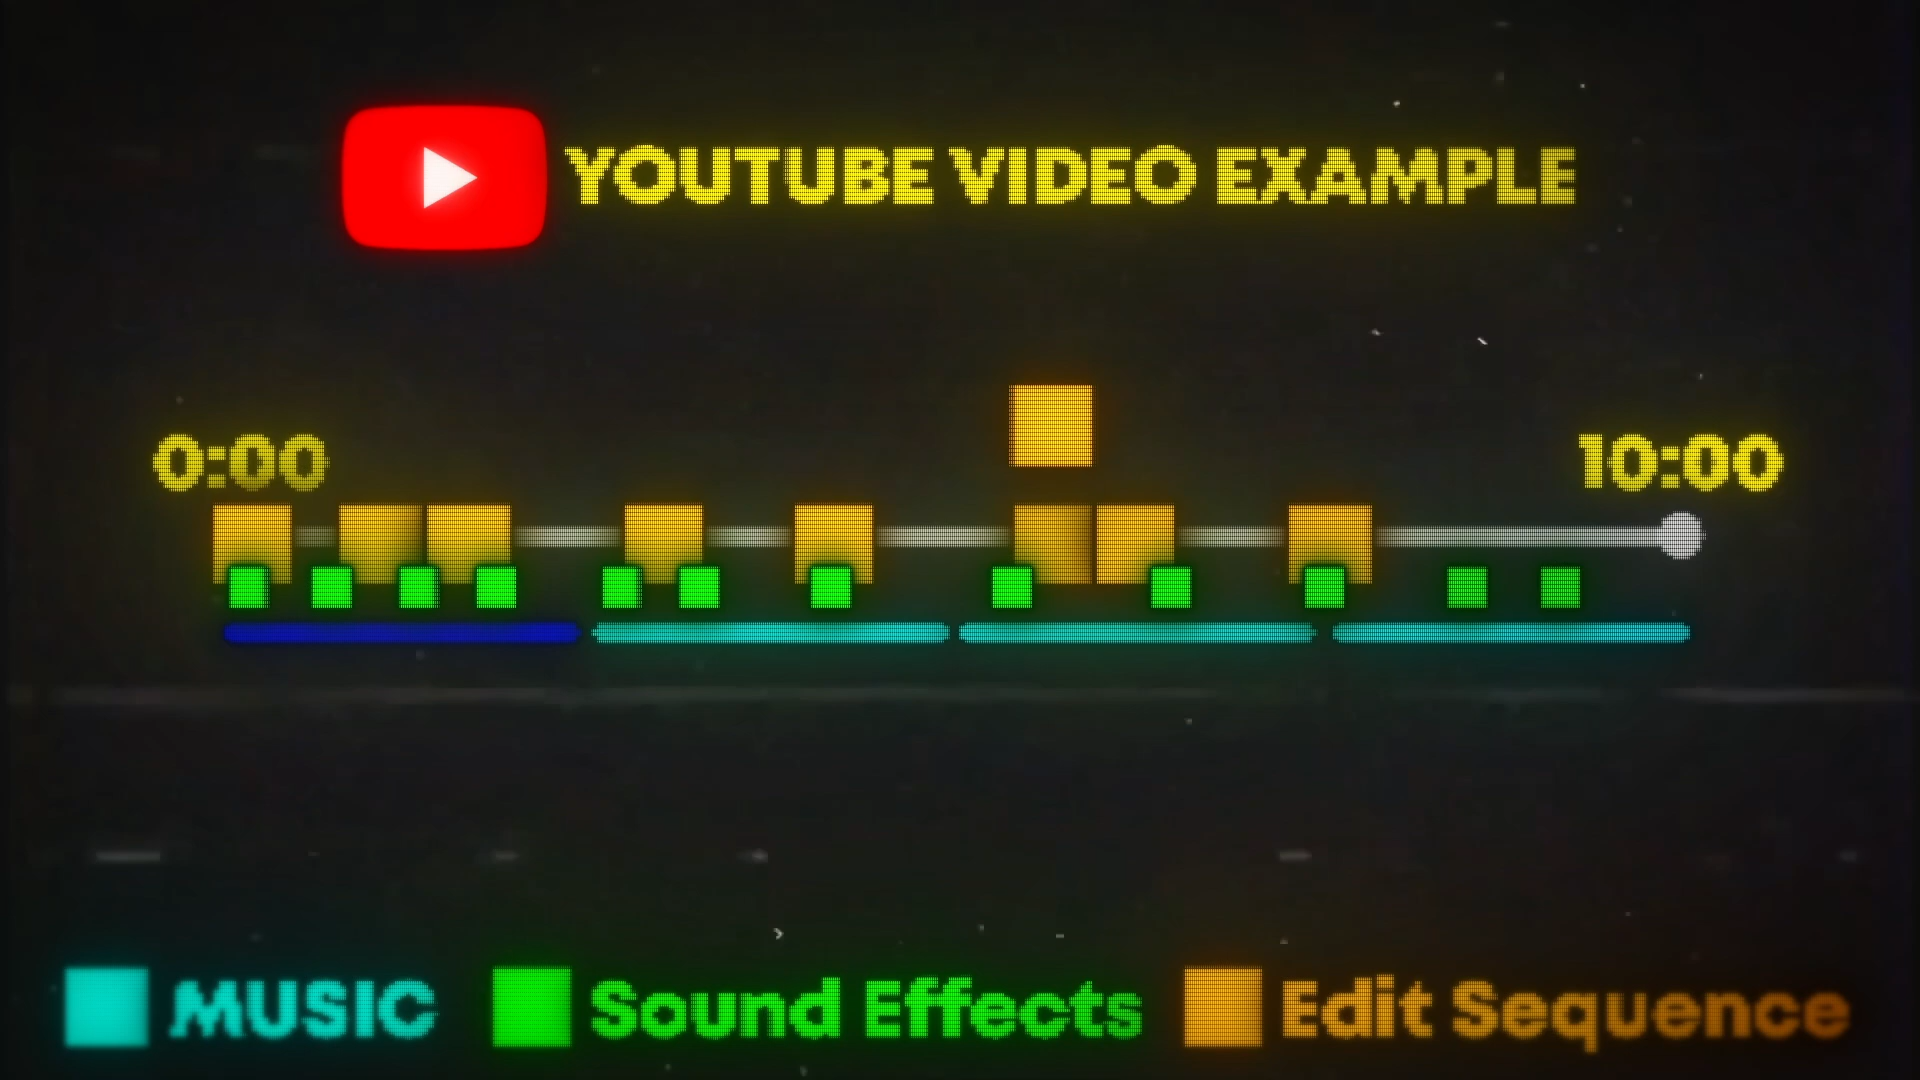 YOUTUBE VIDEO EXAMPLE
0:00
10:00
MUSIC
Sound Effects
Edit Sequence